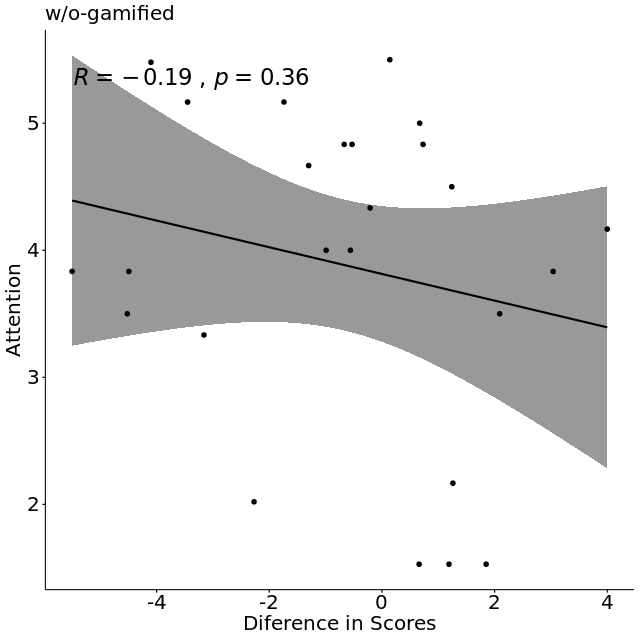 w/o-gamified
R = −0.19 , p = 0.36
5
4
3
2
Attention
-4 -2 0 2 4
Diference in Scores